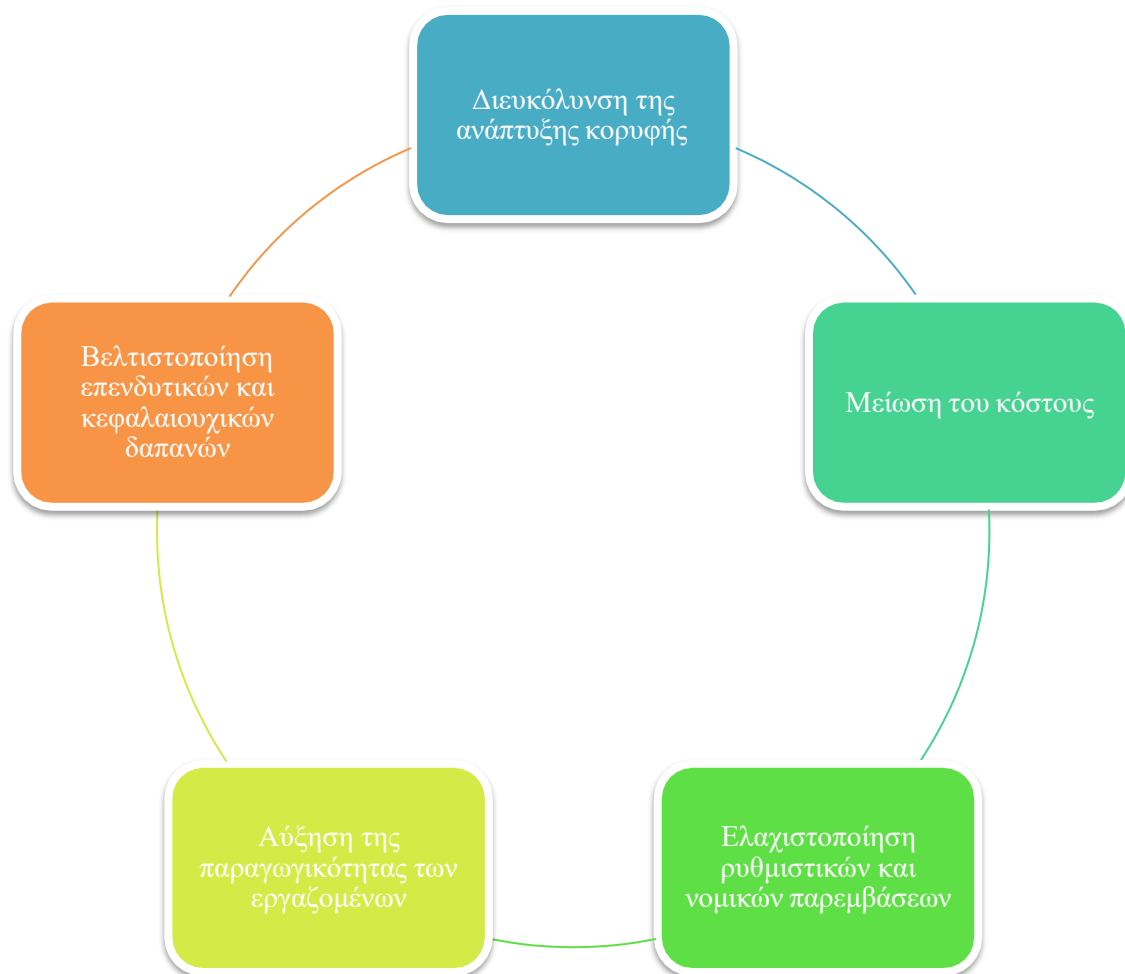 Διευκόλυνση της
ανάπτυξης κορυφής
Μείωση του κόστους
Ελαχιστοποίηση
ρυθμιστικών και
νομικών παρεμβάσεων
Αύξηση της
παραγωγικότητας των
εργαζομένων
Βελτιστοποίηση
επενδυτικών και
κεφαλαιουχικών
δαπανών